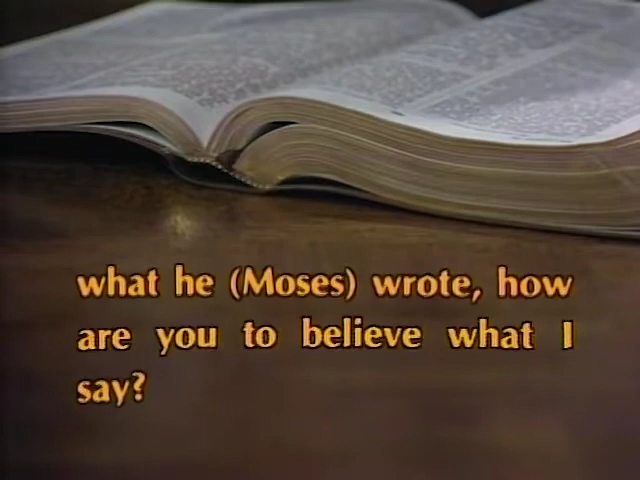 what he (Moses) wrote, how
are you to believe what I
say?